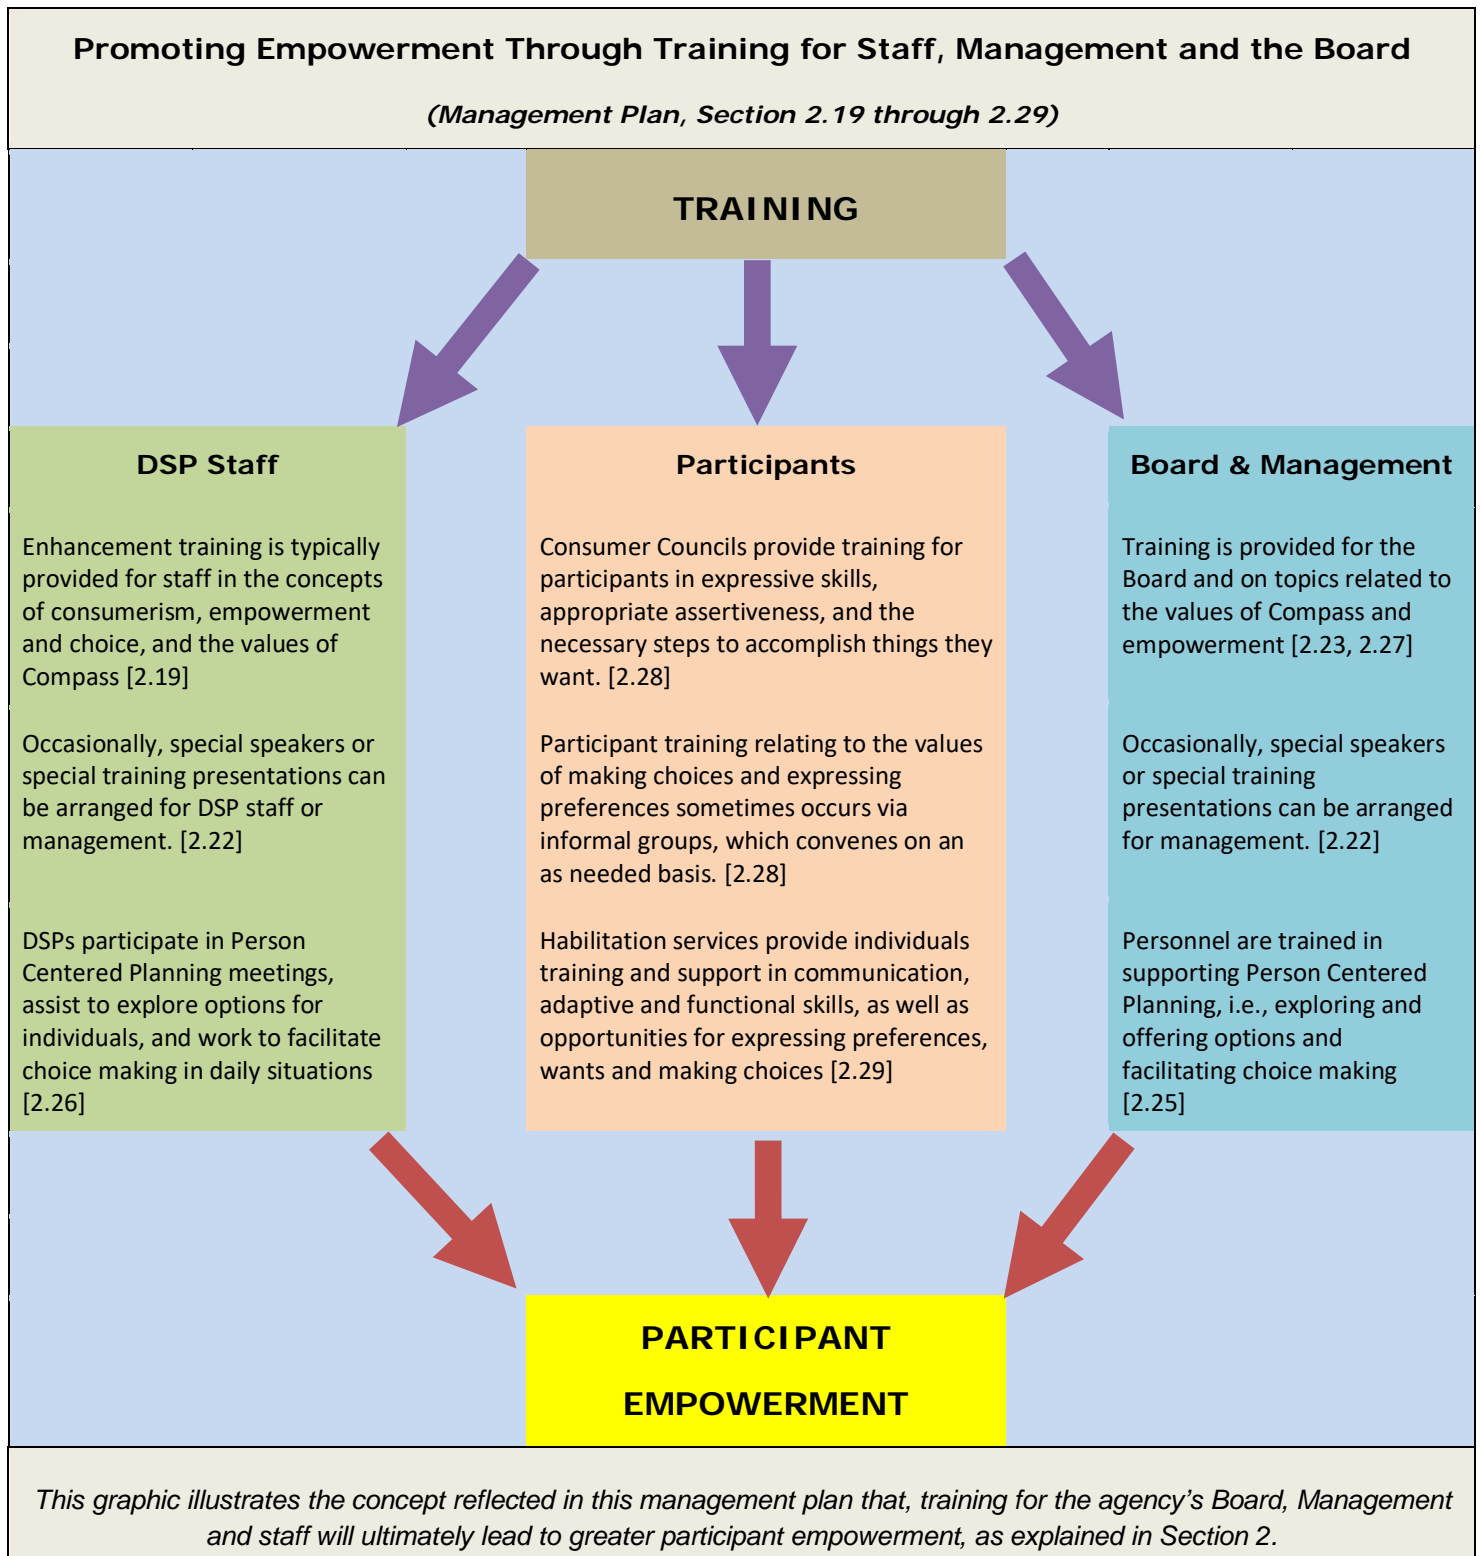 Promoting Empowerment Through Training for Staff, Management and the Board
(Management Plan, Section 2.19 through 2.29)
TRAINING
DSP Staff
Enhancement training is typically
provided for staff in the concepts
of consumerism, empowerment
and choice, and the values of
Compass [2.19]
Occasionally, special speakers or
special training presentations can
be arranged for DSP staff or
management. [2.22]
DSPs participate in Person
Centered Planning meetings,
assist to explore options for
individuals, and work to facilitate
choice making in daily situations
[2.26]
Participants
Consumer Councils provide training for
participants in expressive skills,
appropriate assertiveness, and the
necessary steps to accomplish things they
want. [2.28]
Participant training relating to the values
of making choices and expressing
preferences sometimes occurs via
informal groups, which convenes on an
as needed basis. [2.28]
Habilitation services provide individuals
training and support in communication,
adaptive and functional skills, as well as
opportunities for expressing preferences,
wants and making choices [2.29]
Board & Management
Training is provided for the
Board and on topics related to
the values of Compass and
empowerment [2.23, 2.27]
Occasionally, special speakers
or special training
presentations can be arranged
for management. [2.22]
Personnel are trained in
supporting Person Centered
Planning, i.e., exploring and
offering options and
facilitating choice making
[2.25]
PARTICIPANT
EMPOWERMENT
This graphic illustrates the concept reflected in this management plan that, training for the agency’s Board, Management
and staff will ultimately lead to greater participant empowerment, as explained in Section 2.